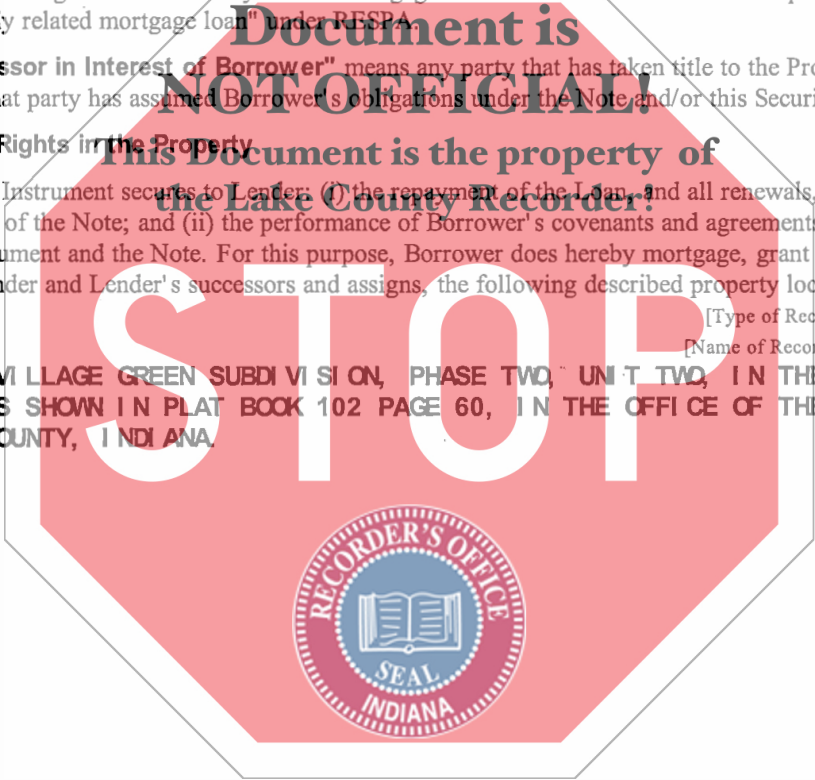 y related mortgage loan" under RESPA.
Document is
ssor in Interest of Borrower" means any party that has taken title to the Pro
NOT OFFICIAL!
at party has assumed Borrower's obligations under the Note and/or this Securi
Rights in the Property
This Document is the property of
Instrument secures to Lender: (i) the repayment of the Loan, and all renewals,
the Lake County Recorder!
of the Note; and (ii) the performance of Borrower's covenants and agreements
ument and the Note. For this purpose, Borrower does hereby mortgage, grant
nder and Lender's successors and assigns, the following described property loc
[Type of Rec
[Name of Recor
VILLAGE GREEN SUBDIVISION, PHASE TWO, UNIT TWO, IN THE
S SHOWN IN PLAT BOOK 102 PAGE 60, IN THE OFFICE OF THE
OUNTY, INDIANA.
STOP
RECORDER'S OFFICE
SEAL
INDIANA